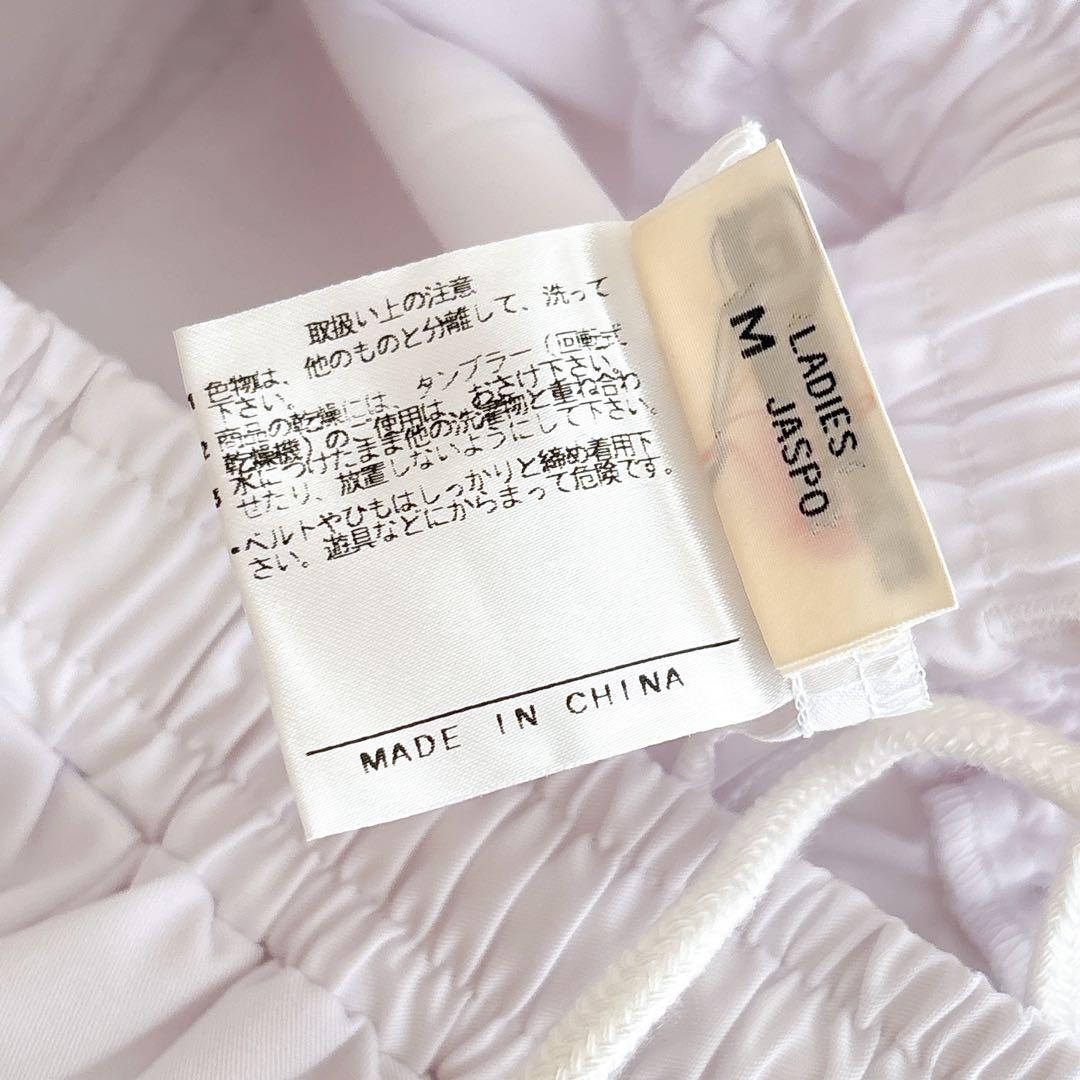 取扱い上の注意
色物は、他のものと分離して、洗って
下さい。
商品の乾燥には、タンブラー(回転式
乾燥機)のご使用は、おさけ下さい。
水につけたまま他の洗濯物と重ね合わ
せたり、放置しないようにして下さい。
・ベルトやひもはしっかりと締め着用下
さい。遊具などにからまって危険です。
MADE IN CHINA
LADIES
M JASPO